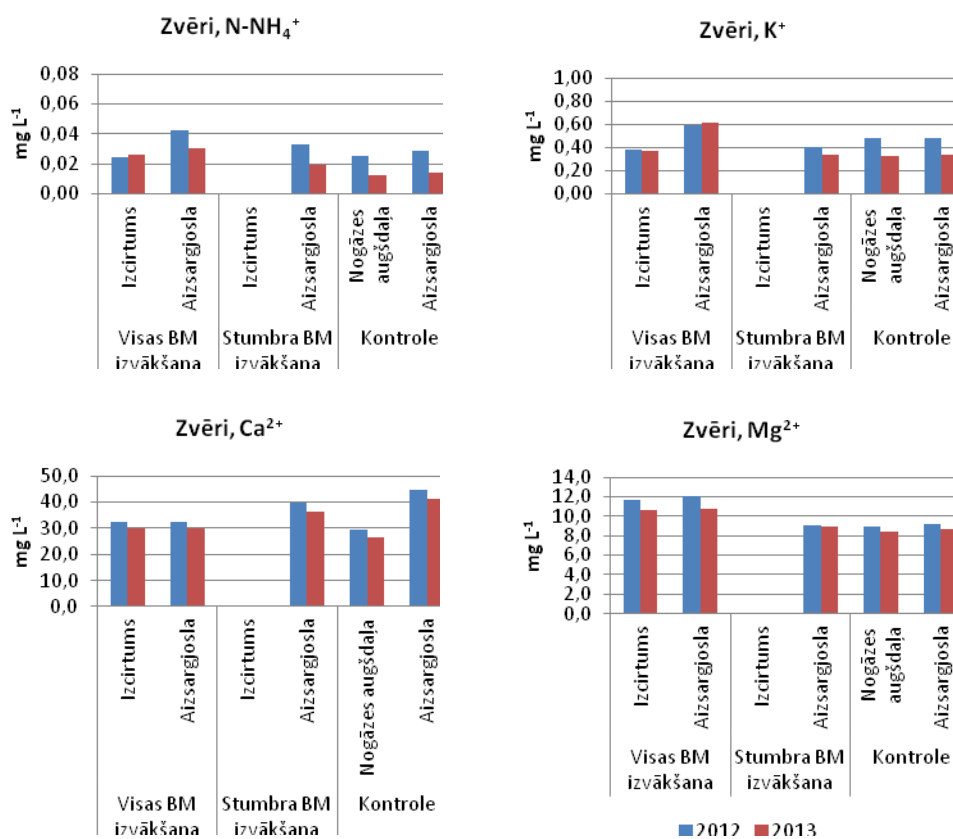 Zvēri, N-NH₄⁺
mg L⁻¹
0,08
0,06
0,04
0,02
0,00
Izcirtums
Aizsargjosla
Izcirtums
Aizsargjosla
Nogāzes
augšdaļa
Aizsargjosla
Visas BM
izvākšana
Stumbra BM
izvākšana
Kontrole
Zvēri, K⁺
mg L⁻¹
1,00
0,80
0,60
0,40
0,20
0,00
Izcirtums
Aizsargjosla
Izcirtums
Aizsargjosla
Nogāzes
augšdaļa
Aizsargjosla
Visas BM
izvākšana
Stumbra BM
izvākšana
Kontrole
Zvēri, Ca²⁺
mg L⁻¹
50,0
40,0
30,0
20,0
10,0
0,0
Izcirtums
Aizsargjosla
Izcirtums
Aizsargjosla
Nogāzes augšdaļa
Aizsargjosla
Visas BM
izvākšana
Stumbra BM
izvākšana
Kontrole
Zvēri, Mg²⁺
mg L⁻¹
14,0
12,0
10,0
8,0
6,0
4,0
2,0
0,0
Izcirtums
Aizsargjosla
Izcirtums
Aizsargjosla
Nogāzes
augšdaļa
Aizsargjosla
Visas BM
izvākšana
Stumbra BM
izvākšana
Kontrole
2012 2013